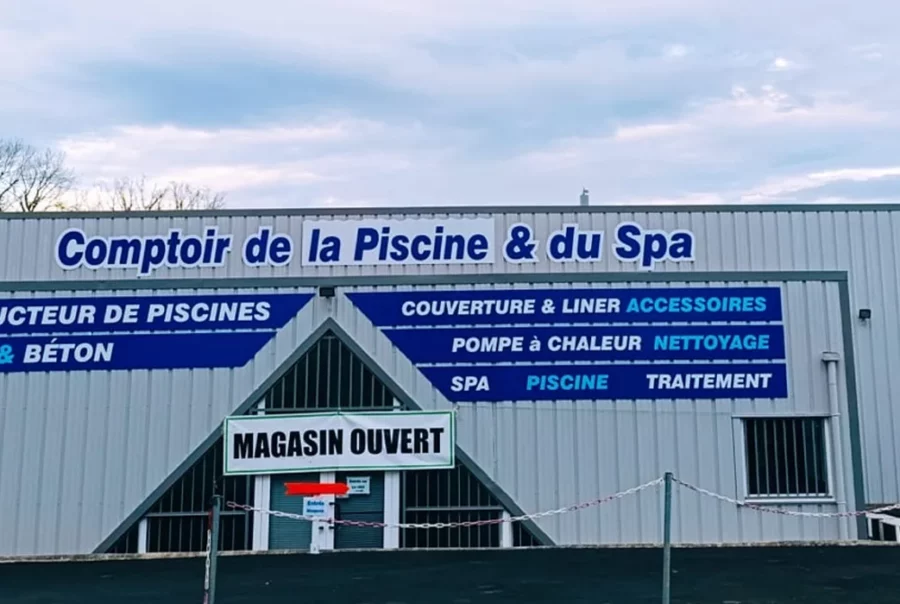 Comptoir de la Piscine & du Spa
UCTEUR DE PISCINES
& BÉTON
COUVERTURE & LINER ACCESSOIRES
POMPE à CHALEUR NETTOYAGE
SPA PISCINE TRAITEMENT
MAGASIN OUVERT
Entrée